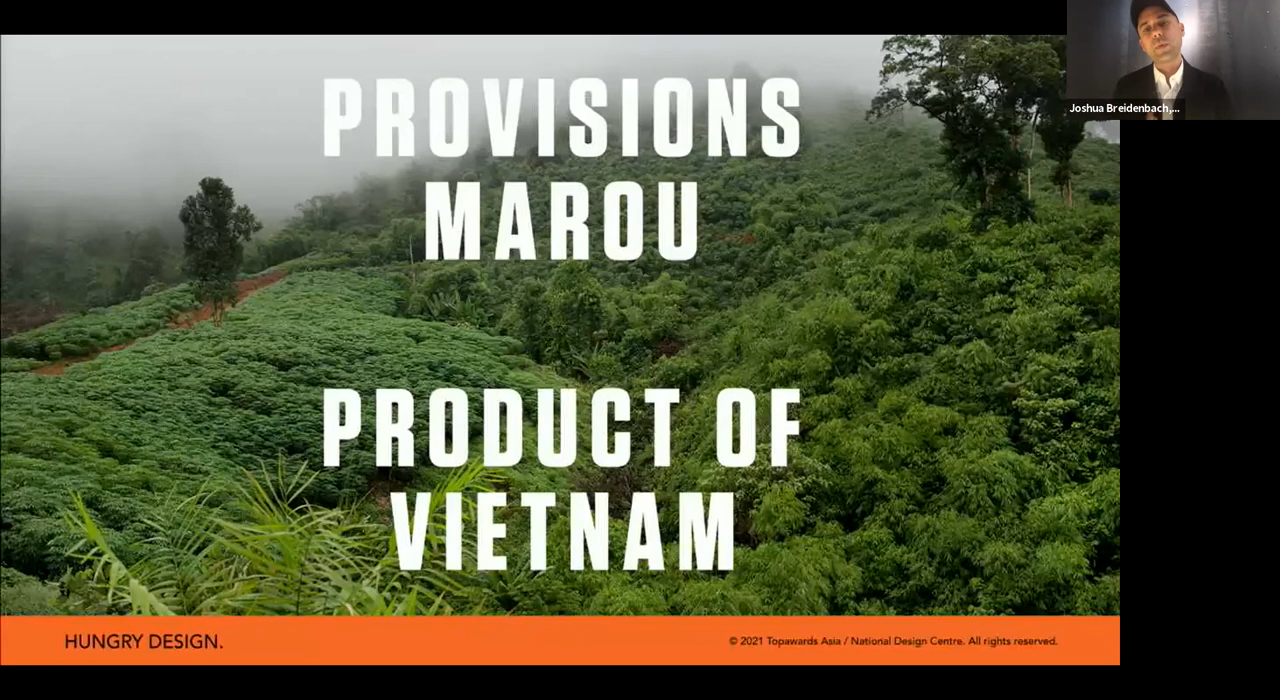 Joshua Breidenbach,...
PROVISIONS
MAROU
PRODUCT OF
VIETNAM
HUNGRY DESIGN.
© 2021 Topawards Asia / National Design Centre. All rights reserved.